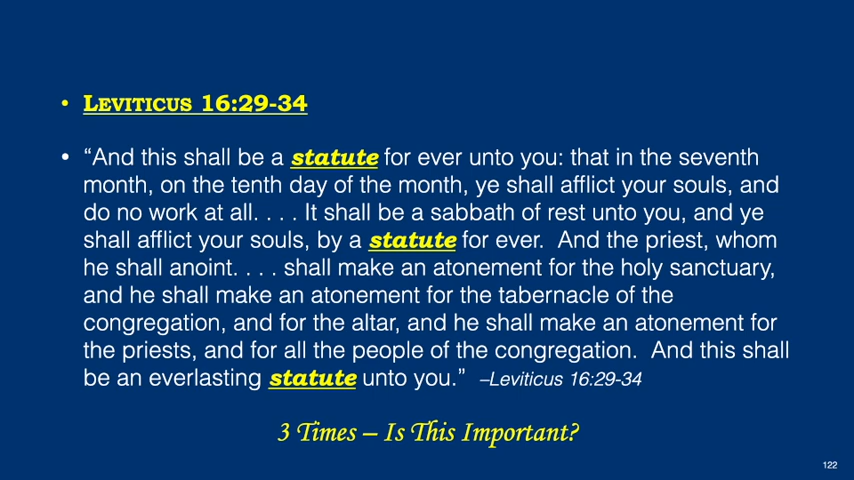 • LEVITICUS 16:29-34
• “And this shall be a statute for ever unto you: that in the seventh
month, on the tenth day of the month, ye shall afflict your souls, and
do no work at all. . . . It shall be a sabbath of rest unto you, and ye
shall afflict your souls, by a statute for ever.  And the priest, whom
he shall anoint. . . . shall make an atonement for the holy sanctuary,
and he shall make an atonement for the tabernacle of the
congregation, and for the altar, and he shall make an atonement for
the priests, and for all the people of the congregation.  And this shall
be an everlasting statute unto you.”  –Leviticus 16:29-34
3 Times – Is This Important?
122